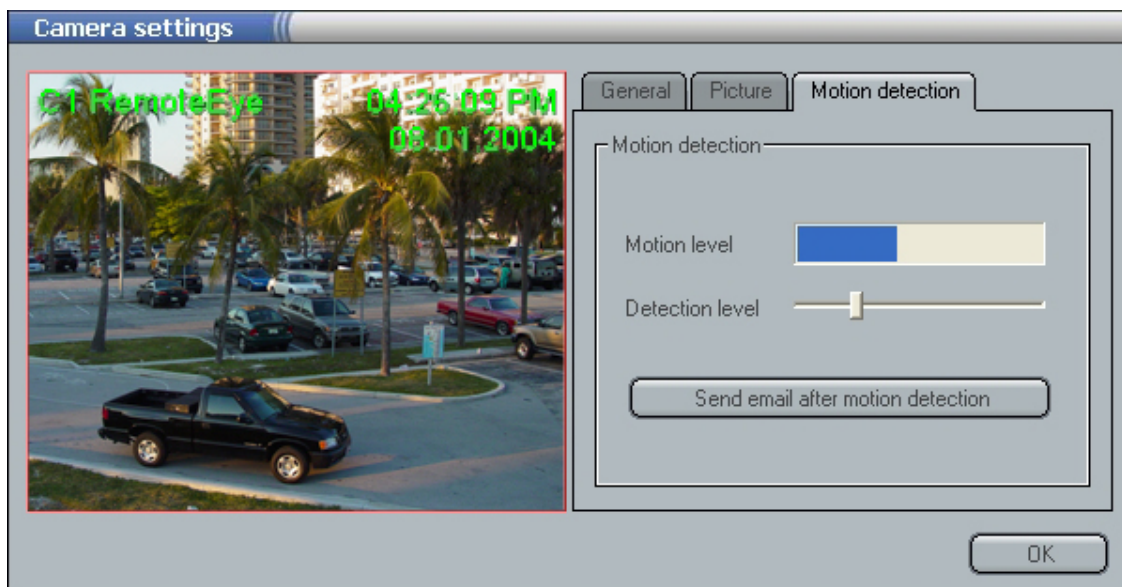 Camera settings
C1 RemoteEye
04:26:09 PM
08.01.2004
General
Picture
Motion detection
Motion detection
Motion level
Detection level
Send email after motion detection
OK